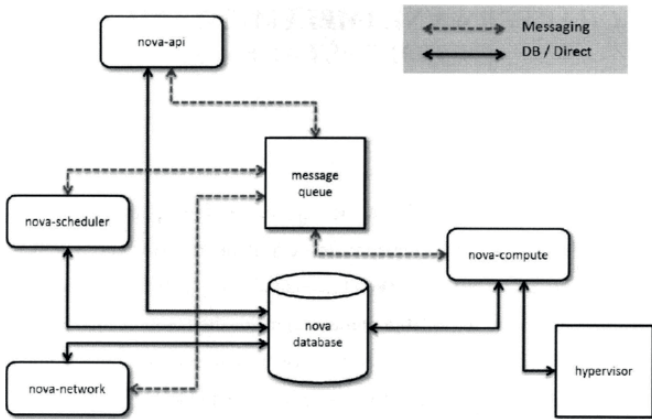 nova-api
Messaging
DB / Direct
message
queue
nova-scheduler
nova-compute
nova
database
nova-network
hypervisor